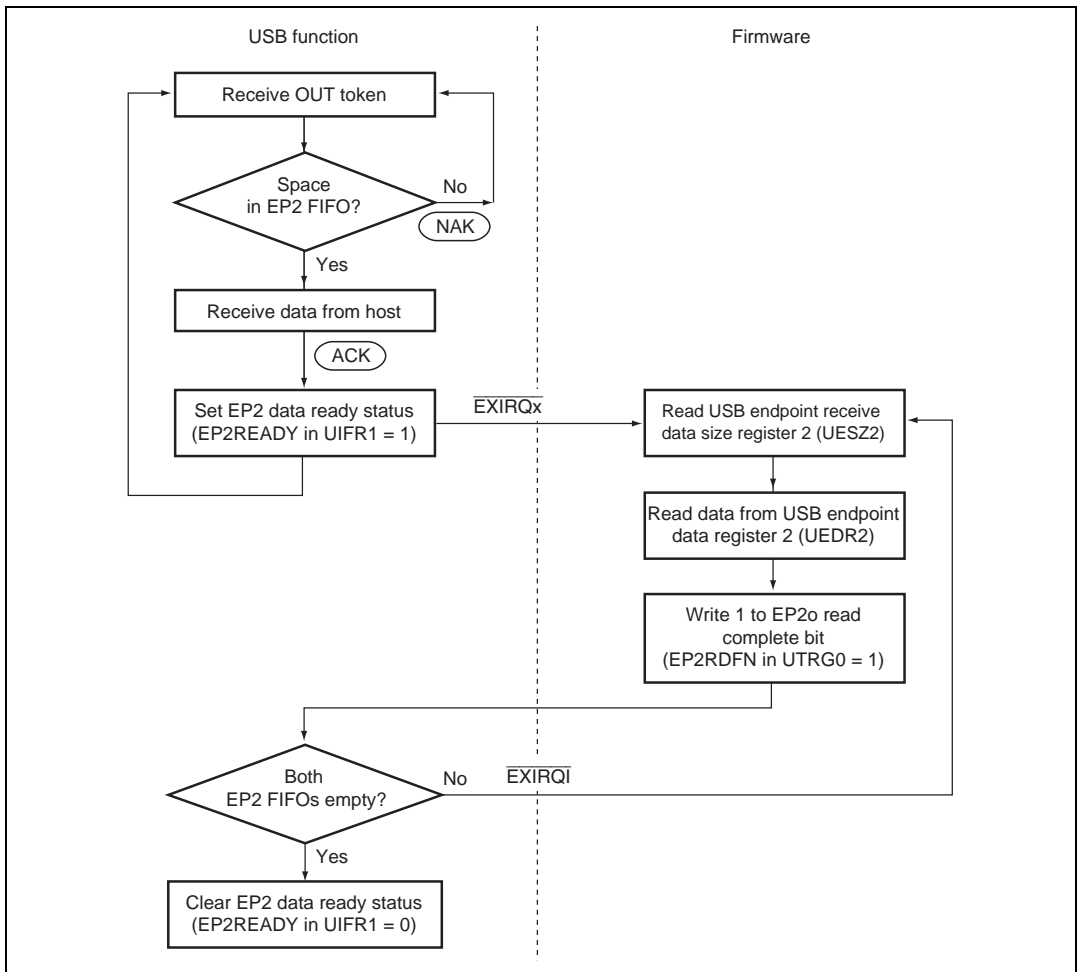 USB function
Firmware
Receive OUT token
Space
in EP2 FIFO?
No
NAK
Yes
Receive data from host
ACK
Set EP2 data ready status
(EP2READY in UIFR1 = 1)
EXIRQx
Read USB endpoint receive
data size register 2 (UESZ2)
Read data from USB endpoint
data register 2 (UEDR2)
Write 1 to EP2o read
complete bit
(EP2RDFN in UTRG0 = 1)
Both
EP2 FIFOs empty?
No
EXIRQI
Yes
Clear EP2 data ready status
(EP2READY in UIFR1 = 0)